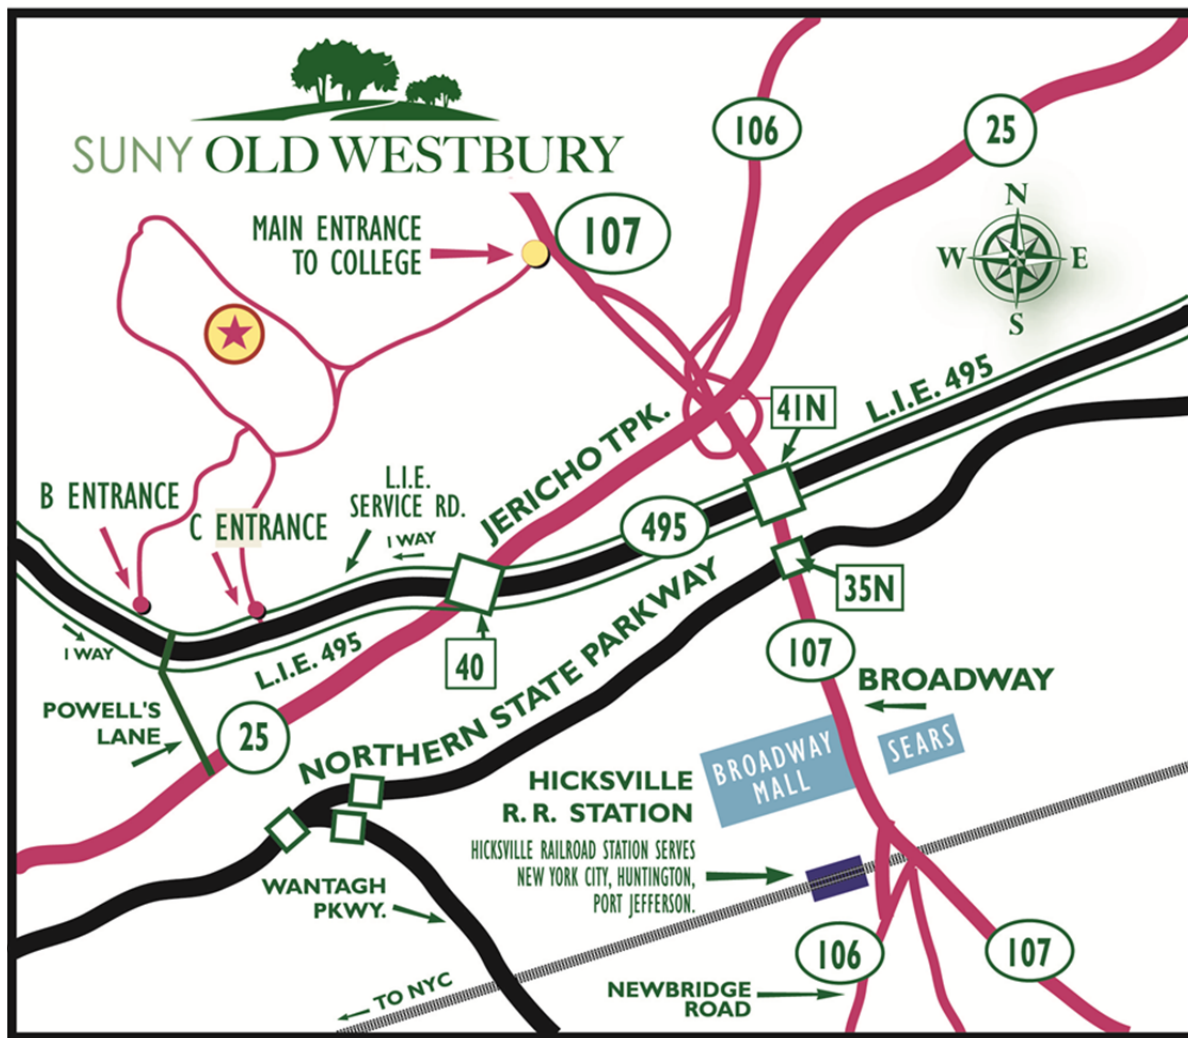 SUNY OLD WESTBURY
106
25
107
MAIN ENTRANCE
TO COLLEGE
N
W
E
S
41N
L.I.E. 495
JERICHO TPK.
L.I.E.
SERVICE RD.
1 WAY
B ENTRANCE
C ENTRANCE
495
35N
1 WAY
L.I.E. 495
40
107
BROADWAY
POWELL'S
LANE
25
NORTHERN STATE PARKWAY
BROADWAY
MALL
SEARS
HICKSVILLE
R.R. STATION
HICKSVILLE RAILROAD STATION SERVES
NEW YORK CITY, HUNTINGTON,
PORT JEFFERSON.
WANTAGH
PKWY.
106
107
NEWBRIDGE
ROAD
TO NYC